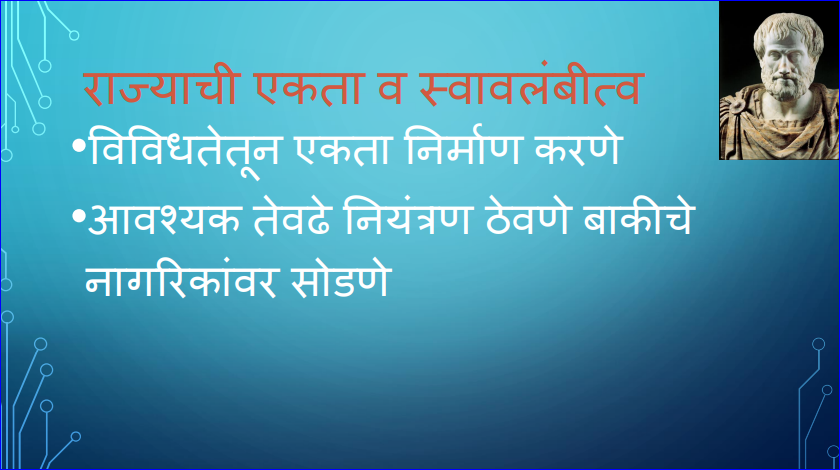 राज्याची एकता व स्वावलंबीत्व
•विविधतेतून एकता निर्माण करणे
•आवश्यक तेवढे नियंत्रण ठेवणे बाकीचे
नागरिकांवर सोडणे